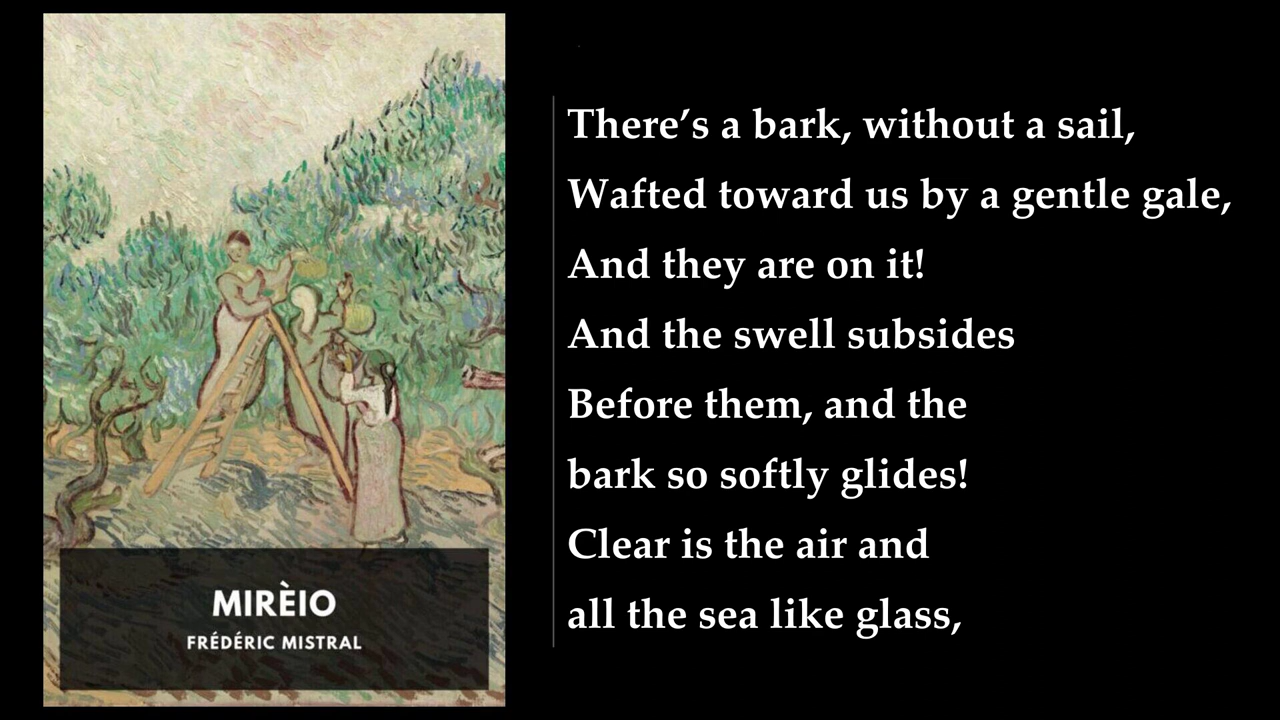 MIRÈIO
FRÉDÉRIC MISTRAL
There’s a bark, without a sail,
Wafted toward us by a gentle gale,
And they are on it!
And the swell subsides
Before them, and the
bark so softly glides!
Clear is the air and
all the sea like glass,